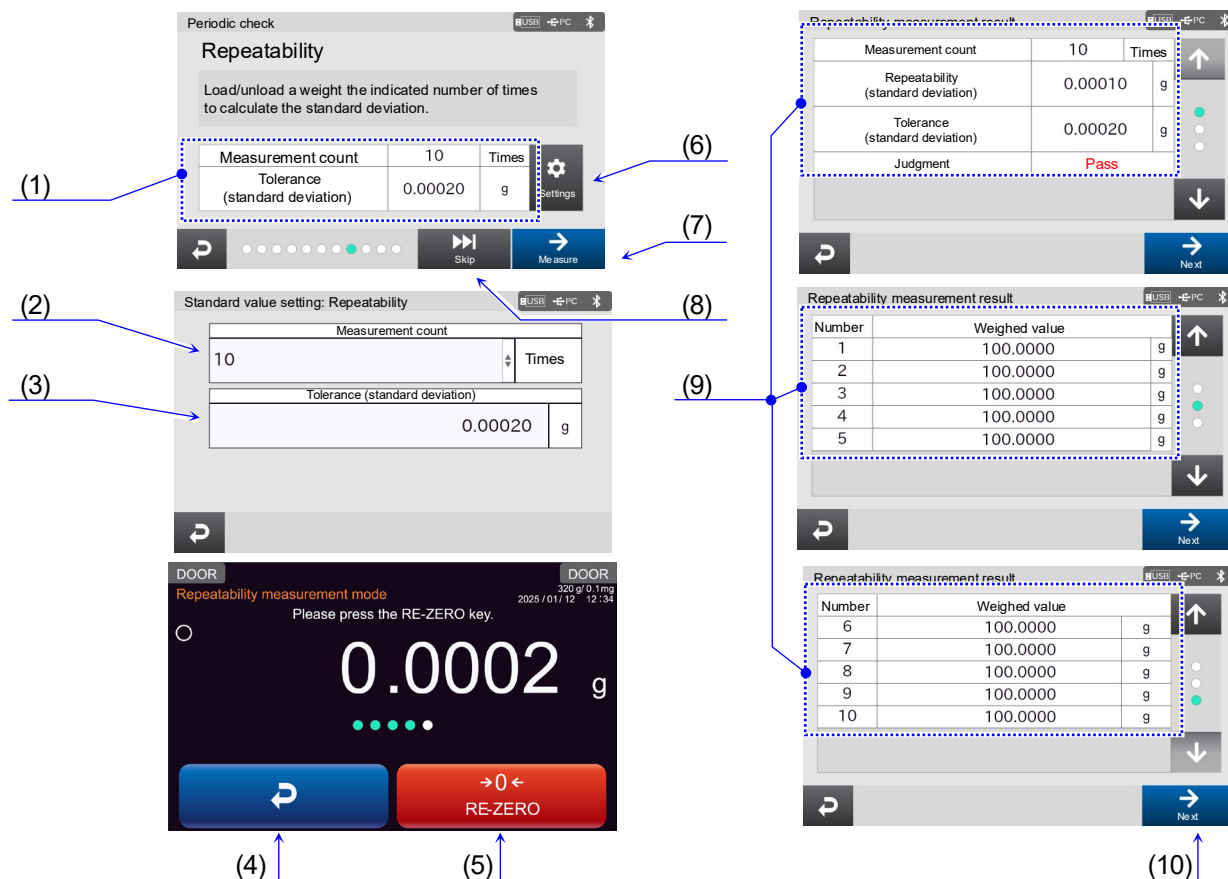 Periodic check
USB PC
Repeatability
Load/unload a weight the indicated number of times
to calculate the standard deviation.
Measurement count 10 Times
Tolerance
(standard deviation) 0.00020 g
Settings
Skip
Measure
(1)
(6)
(7)
(8)
Standard value setting: Repeatability
USB PC
Measurement count
10 Times
Tolerance (standard deviation)
0.00020 g
(2)
(3)
DOOR DOOR
Repeatability measurement mode
320 g/ 0.1mg
2025 / 01 / 12 12:34
Please press the RE-ZERO key.
0.0002 g
→0←
RE-ZERO
(4)
(5)
Repeatability measurement result
USB PC
Measurement count 10 Times
Repeatability
(standard deviation) 0.00010 g
Tolerance
(standard deviation) 0.00020 g
Judgment Pass
Next
(9)
Repeatability measurement result
USB PC
Number Weighed value
1 100.0000 g
2 100.0000 g
3 100.0000 g
4 100.0000 g
5 100.0000 g
Next
Repeatability measurement result
USB PC
Number Weighed value
6 100.0000 g
7 100.0000 g
8 100.0000 g
9 100.0000 g
10 100.0000 g
Next
(10)